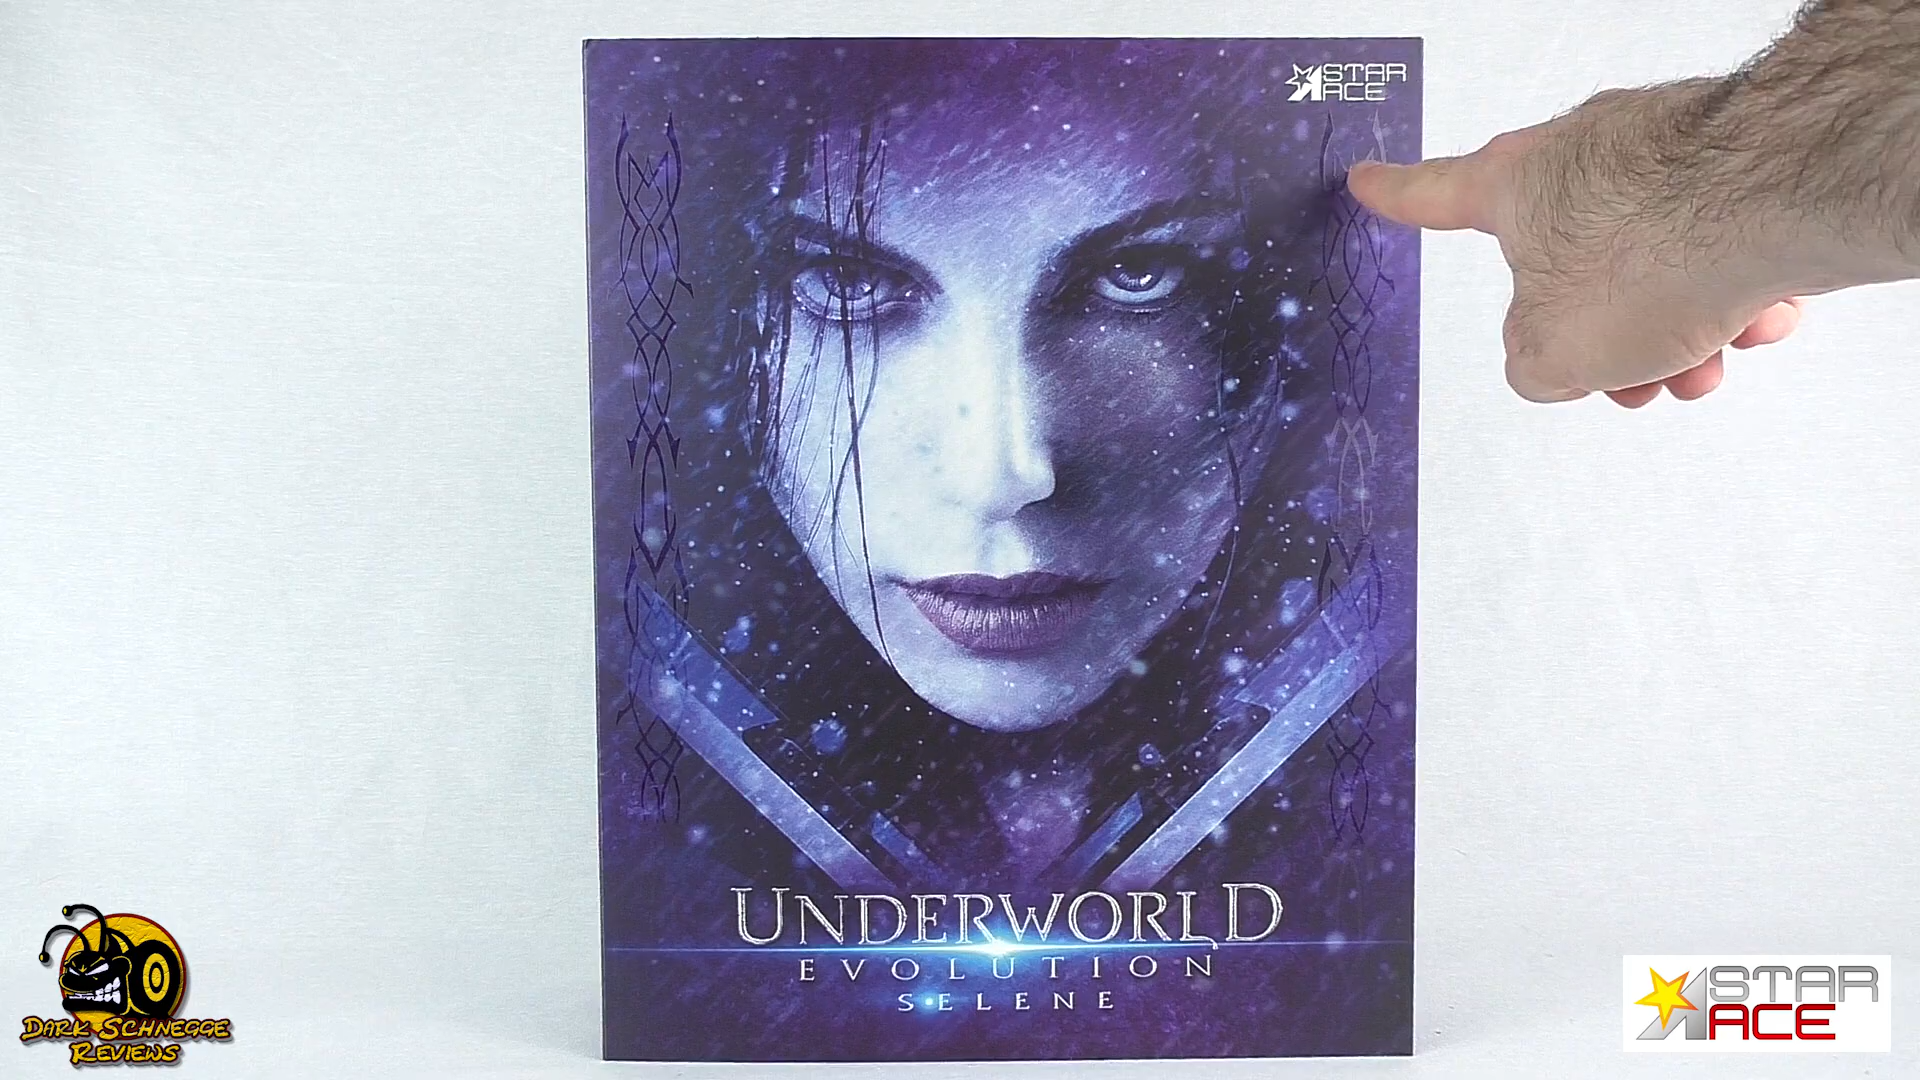 STAR
ACE
UNDERWORLD
EVOLUTION
SELENE
DARK SCHNEGGE
REVIEWS
STAR
ACE